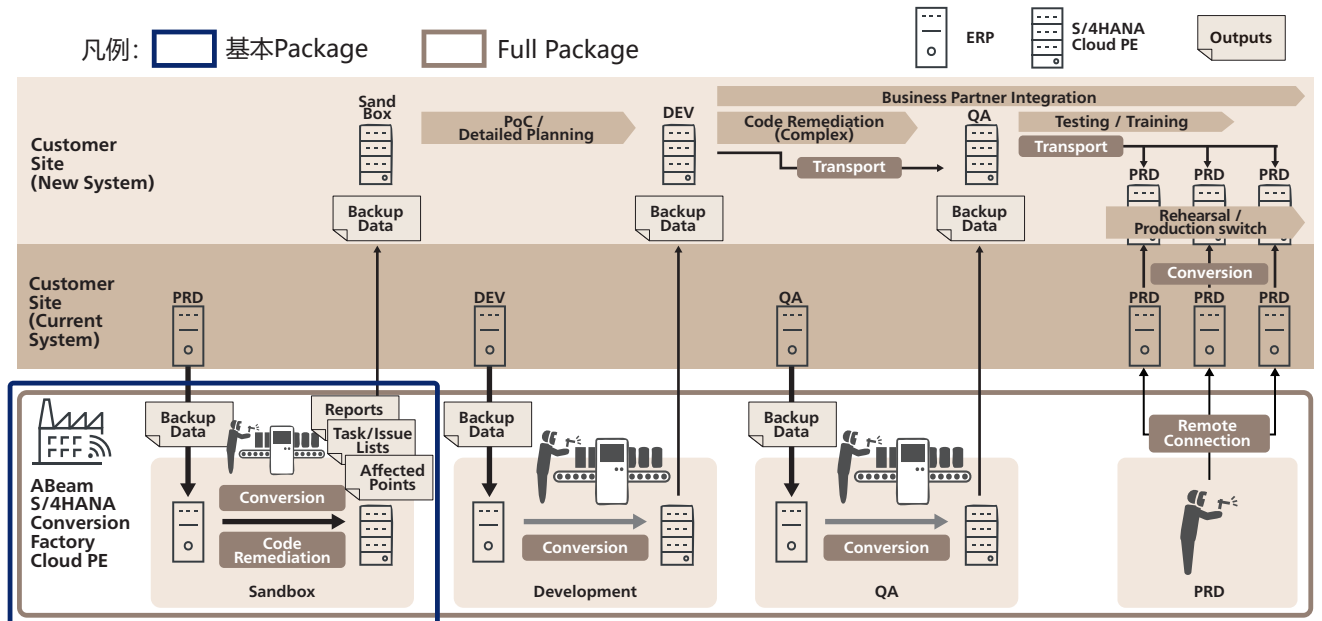 凡例:
基本Package
Full Package
ERP
S/4HANA
Cloud PE
Outputs
Customer
Site
(New System)
Sand
Box
PoC /
Detailed Planning
DEV
Business Partner Integration
Code Remediation
(Complex)
Transport
QA
Testing / Training
Transport
PRD
PRD
PRD
Rehearsal /
Production switch
Backup
Data
Backup
Data
Backup
Data
Customer
Site
(Current
System)
PRD
DEV
QA
Conversion
PRD
PRD
PRD
ABeam
S/4HANA
Conversion
Factory
Cloud PE
Backup
Data
Reports
Task/Issue
Lists
Affected
Points
Conversion
Code
Remediation
Sandbox
Backup
Data
Conversion
Development
Backup
Data
Conversion
QA
Remote
Connection
PRD